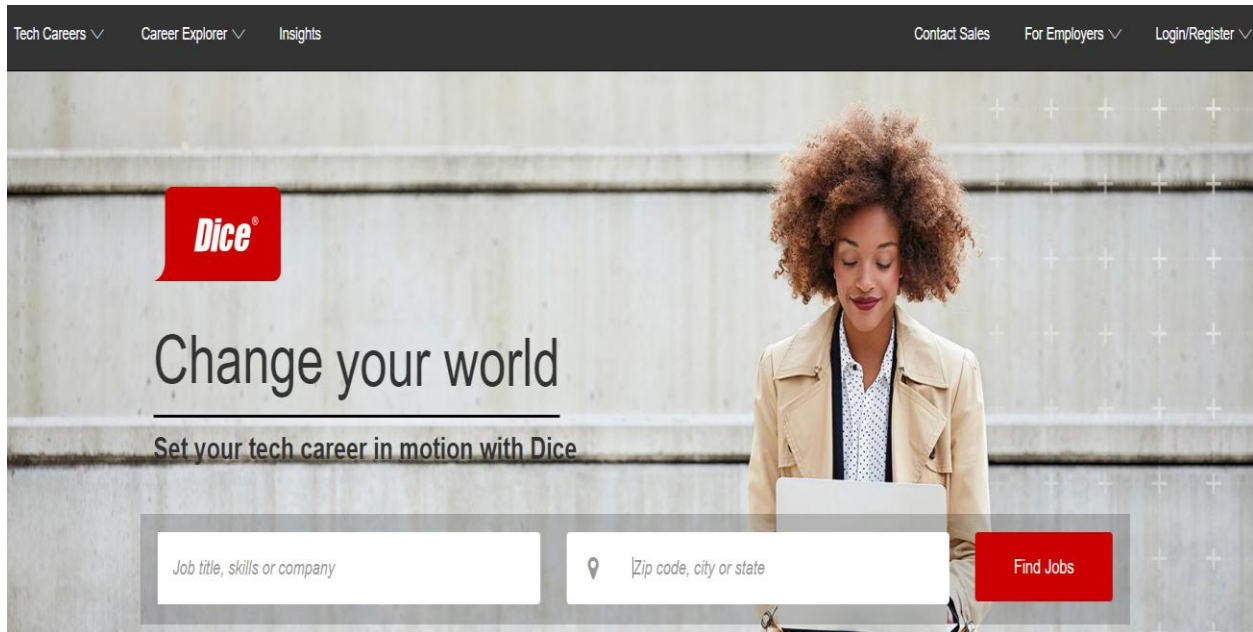 Tech Careers Career Explorer Insights Contact Sales For Employers Login/Register
Dice®
Change your world
Set your tech career in motion with Dice
Job title, skills or company Zip code, city or state Find Jobs